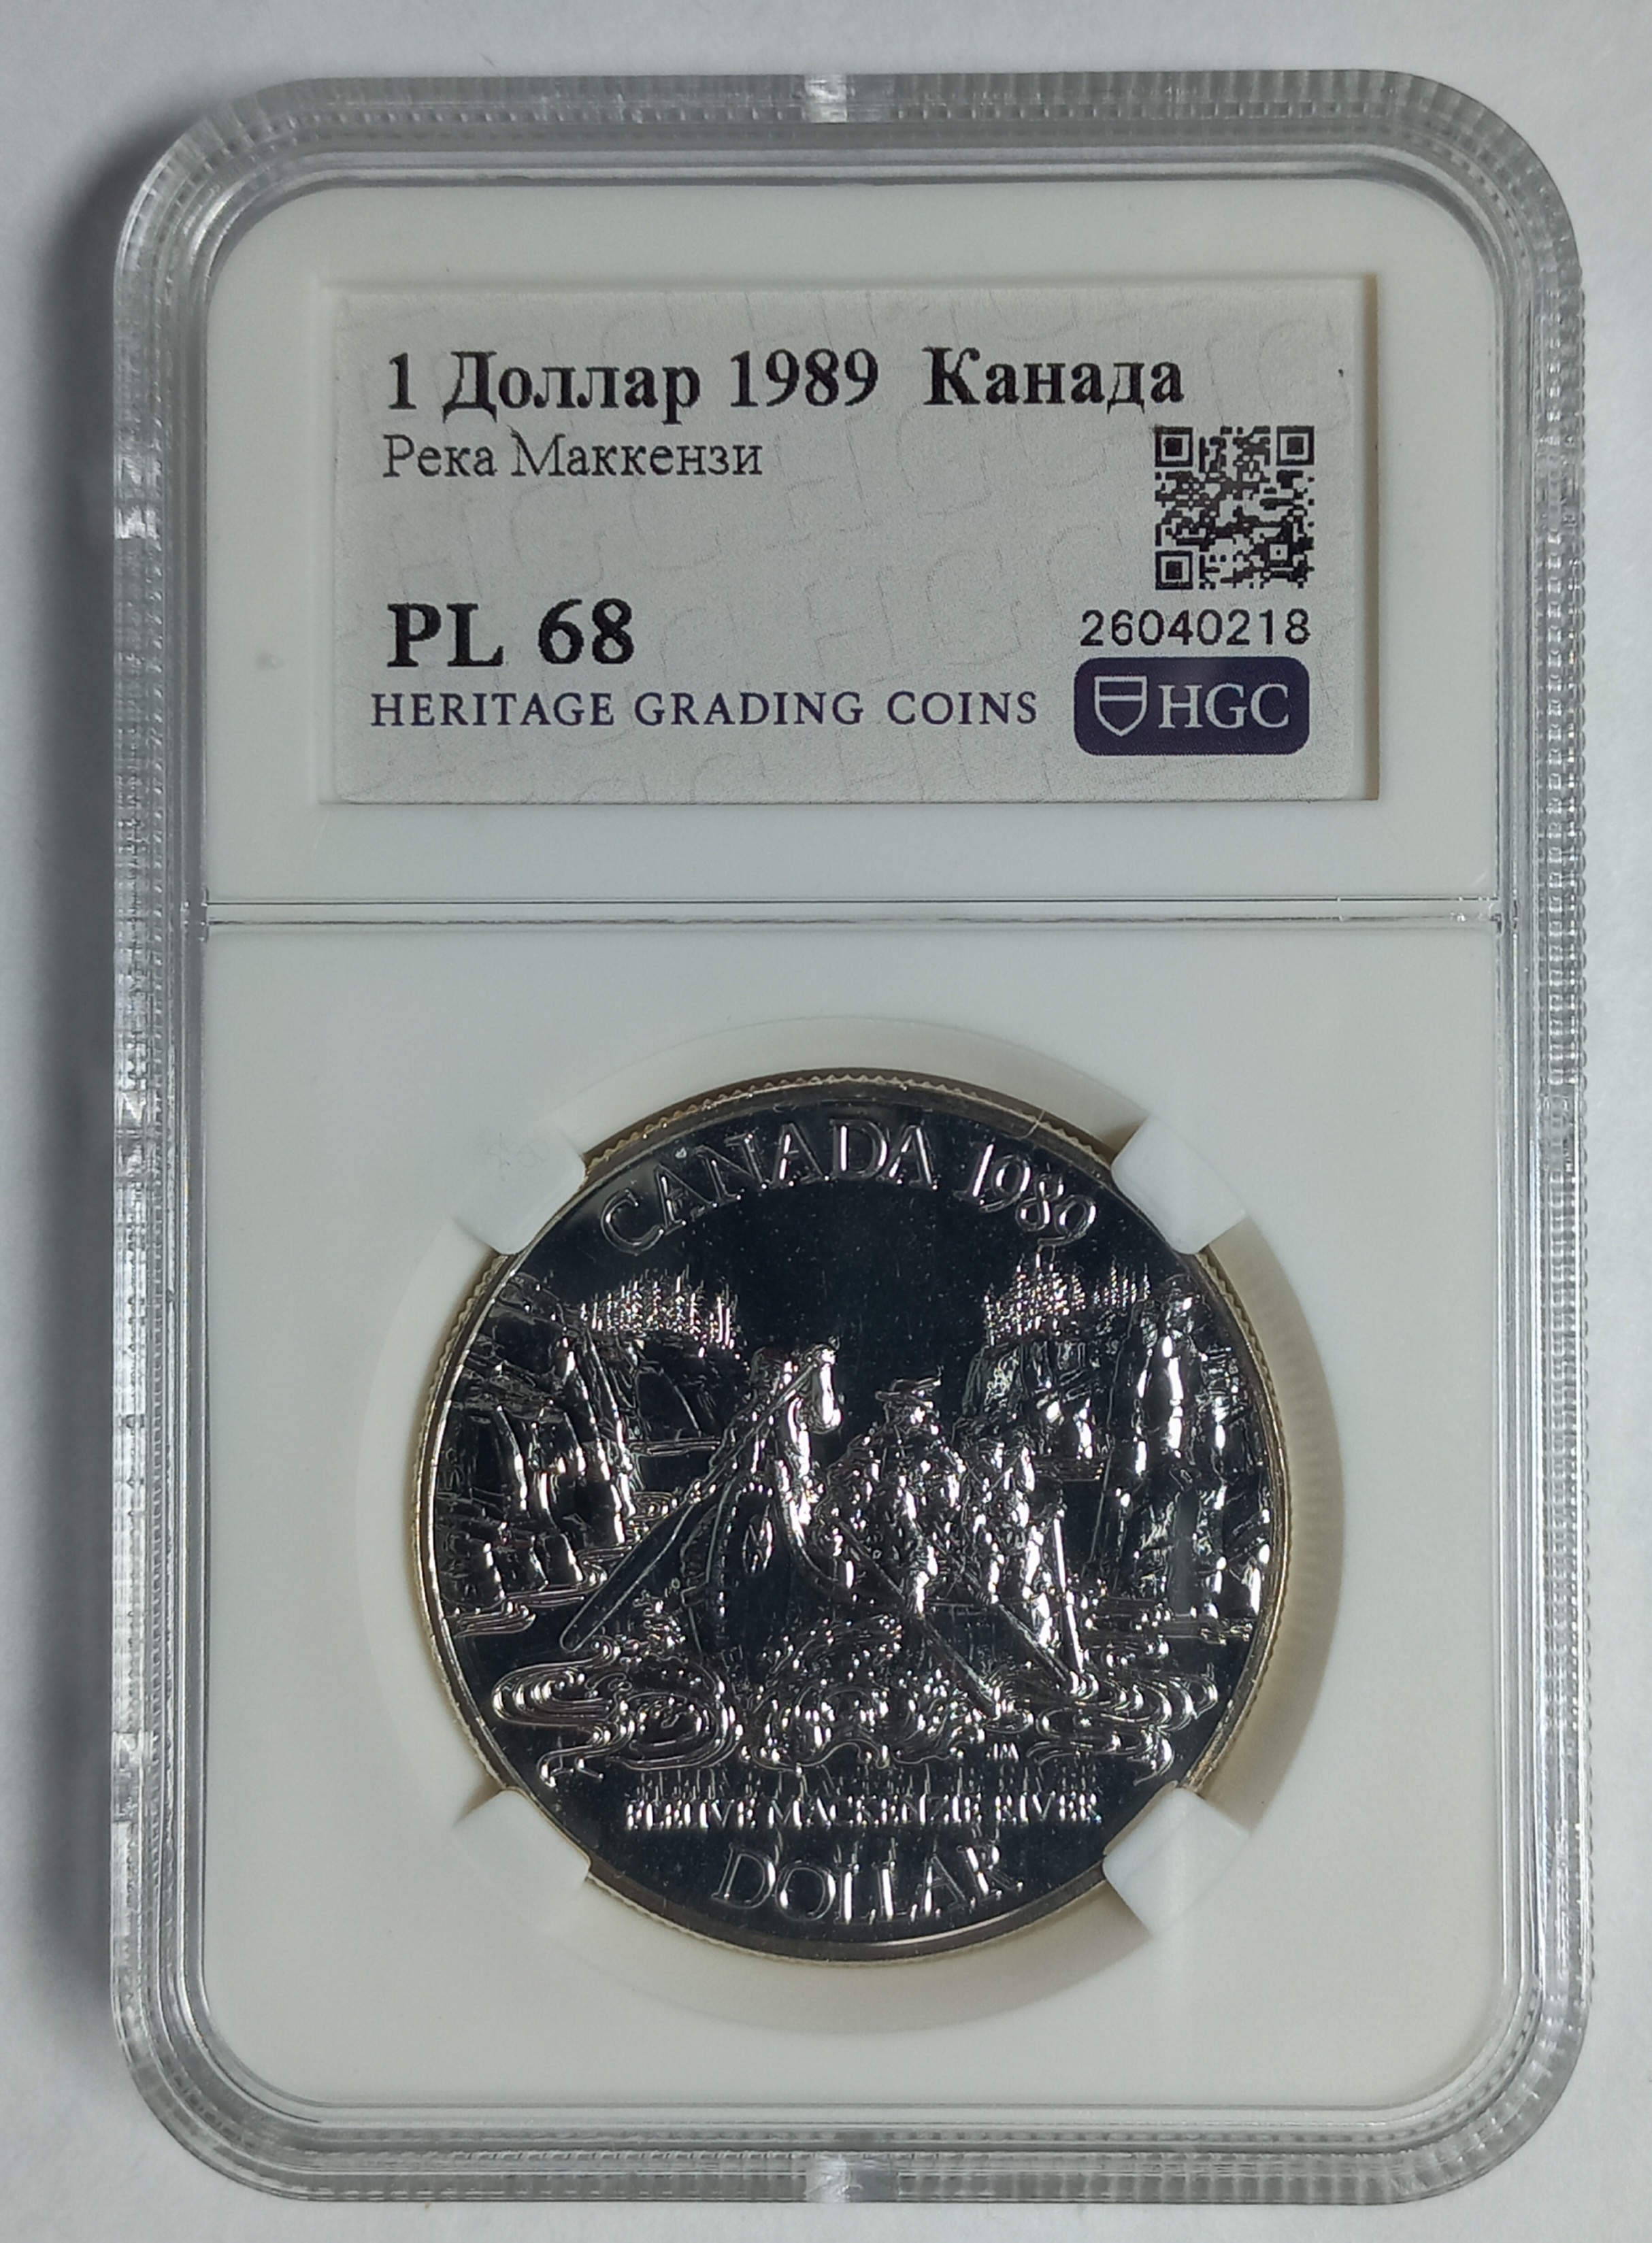 1 Доллар 1989 Канада
Река Маккензи
PL 68
26040218
HERITAGE GRADING COINS
HGC
CANADA 1989
JM
FLEUVE MACKENZIE RIVER
DOLLAR